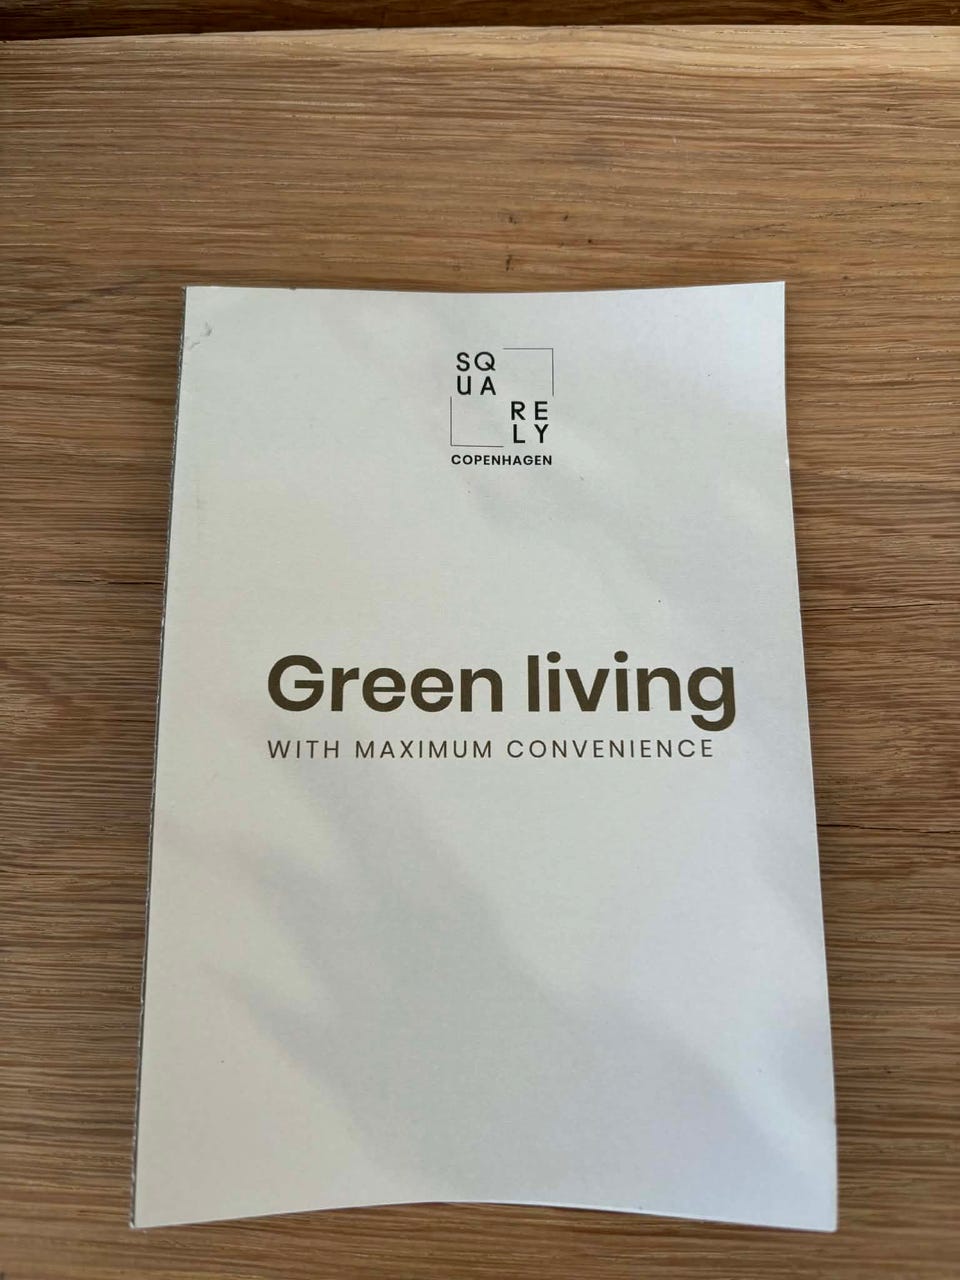 SQ
UA
RE
LY
COPENHAGEN
Green living
WITH MAXIMUM CONVENIENCE